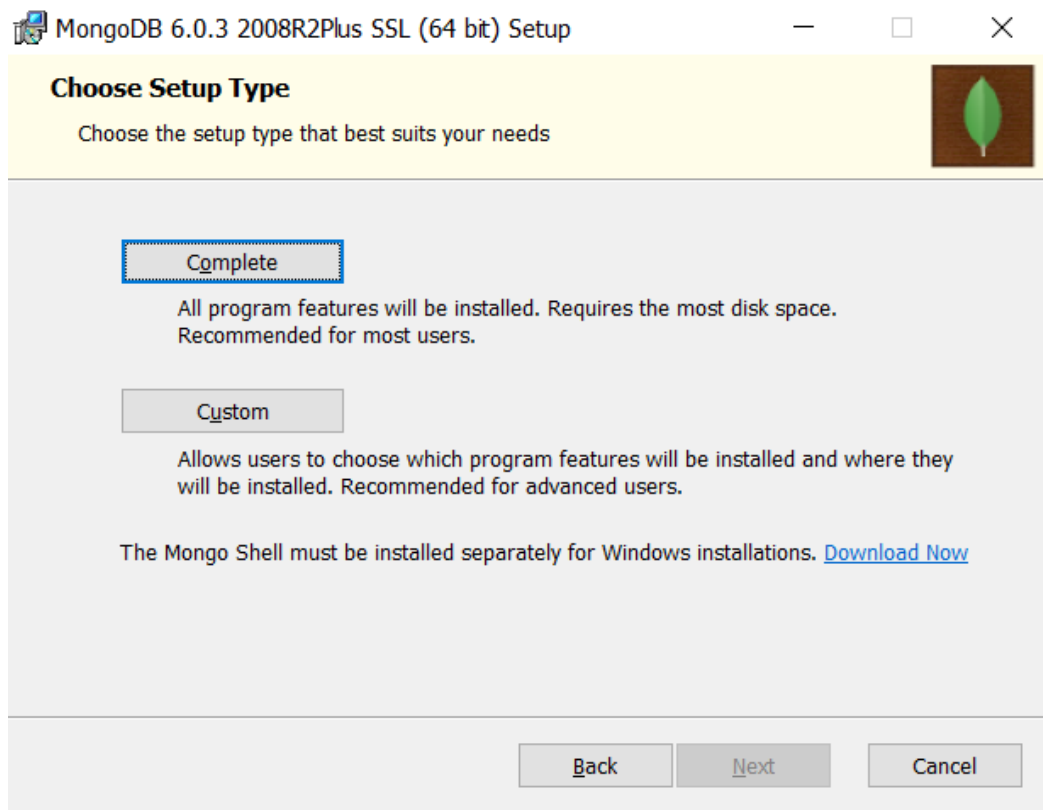 MongoDB 6.0.3 2008R2Plus SSL (64 bit) Setup
Choose Setup Type
Choose the setup type that best suits your needs
Complete
All program features will be installed. Requires the most disk space.
Recommended for most users.
Custom
Allows users to choose which program features will be installed and where they
will be installed. Recommended for advanced users.
The Mongo Shell must be installed separately for Windows installations. Download Now
Back Next Cancel